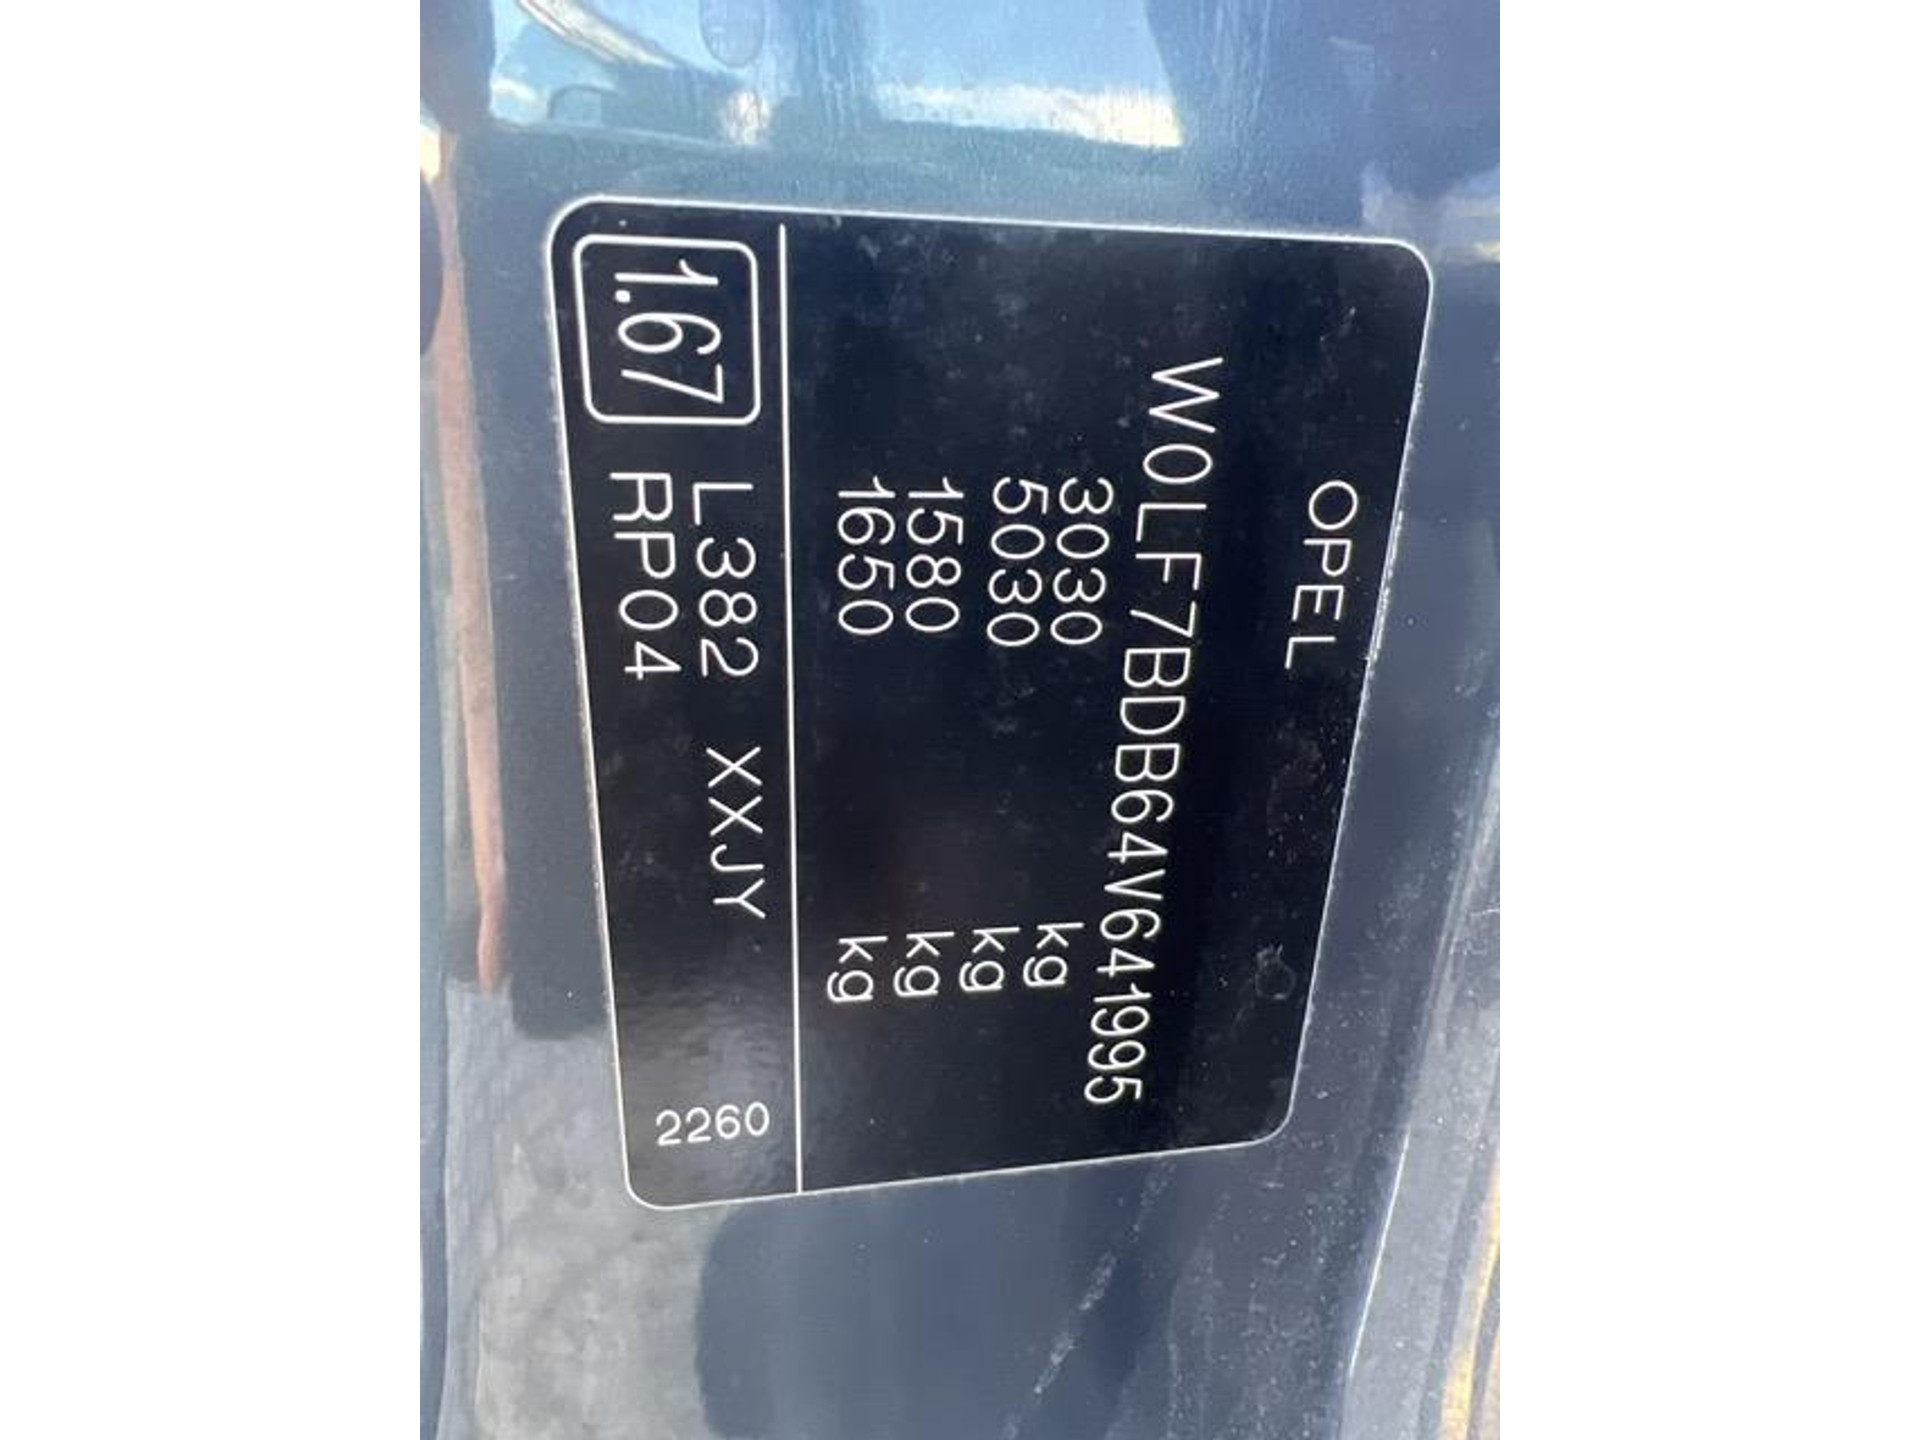 OPEL
W0LF7BDB64V641995
3030 kg
5030 kg
1580 kg
1650 kg
1.67 L382 XXJY 2260
RP04